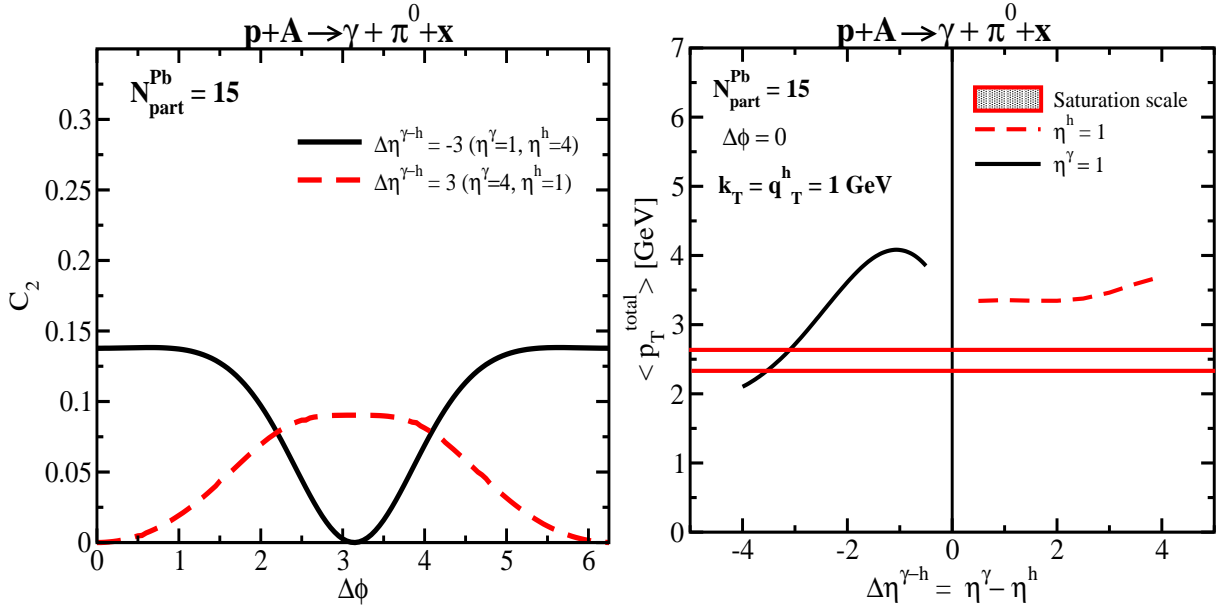 p+A→γ + π⁰+x
N_part^Pb = 15
Δη^γ−h = -3 (η^γ=1, η^h=4)
Δη^γ−h = 3 (η^γ=4, η^h=1)
C₂
0.3
0.25
0.2
0.15
0.1
0.05
0
0 1 2 3 4 5 6
Δϕ
p+A→γ + π⁰+x
N_part^Pb = 15
Δϕ = 0
k_T = q^h_T = 1 GeV
Saturation scale
η^h = 1
η^γ = 1
< p_T^total > [GeV]
7
6
5
4
3
2
1
0
-4 -2 0 2 4
Δη^γ−h = η^γ − η^h